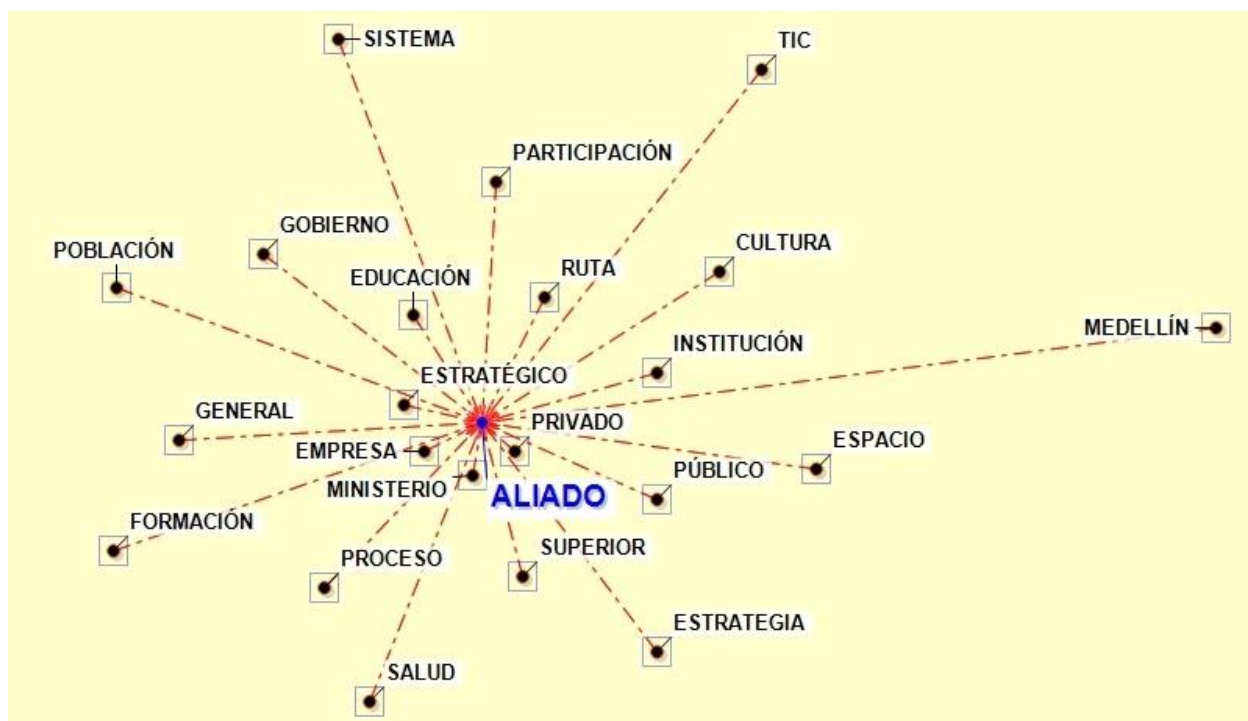 SISTEMA
TIC
PARTICIPACIÓN
GOBIERNO
CULTURA
POBLACIÓN
RUTA
EDUCACIÓN
MEDELLÍN
INSTITUCIÓN
ESTRATÉGICO
GENERAL
PRIVADO
ESPACIO
EMPRESA
PÚBLICO
MINISTERIO
ALIADO
FORMACIÓN
SUPERIOR
PROCESO
ESTRATEGIA
SALUD